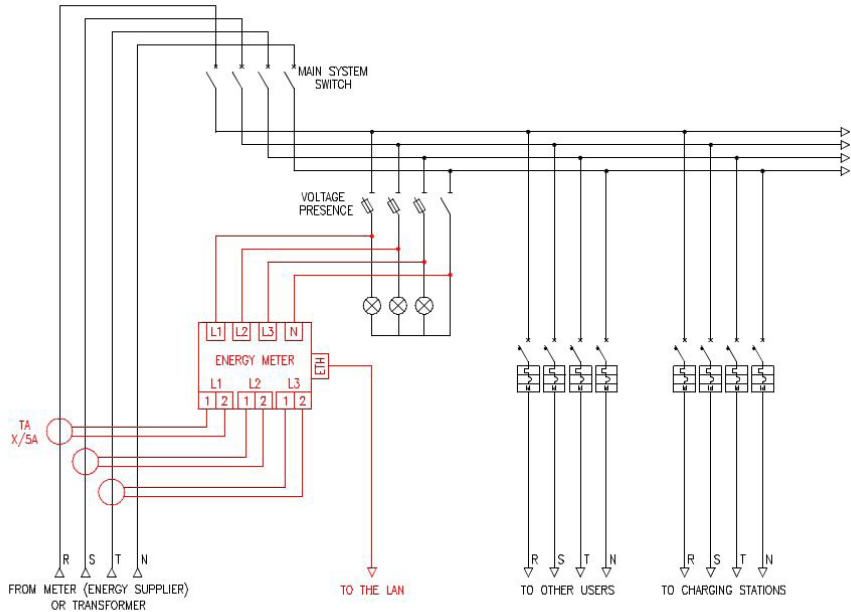 MAIN SYSTEM
SWITCH
VOLTAGE
PRESENCE
L1 L2 L3 N
ENERGY METER
ETH
L1 L2 L3
1 2 1 2 1 2
TA
X/5A
R S T N
FROM METER (ENERGY SUPPLIER)
OR TRANSFORMER
TO THE LAN
R S T N
TO OTHER USERS
R S T N
TO CHARGING STATIONS